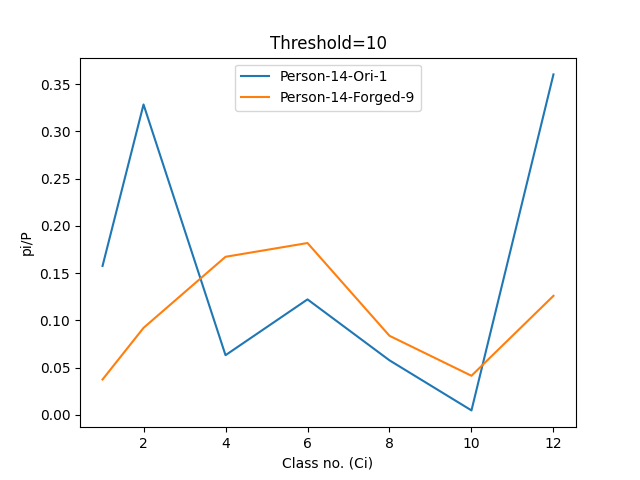 Threshold=10
Person-14-Ori-1
Person-14-Forged-9
0.35
0.30
0.25
0.20
0.15
0.10
0.05
0.00
pi/P
2 4 6 8 10 12
Class no. (Ci)